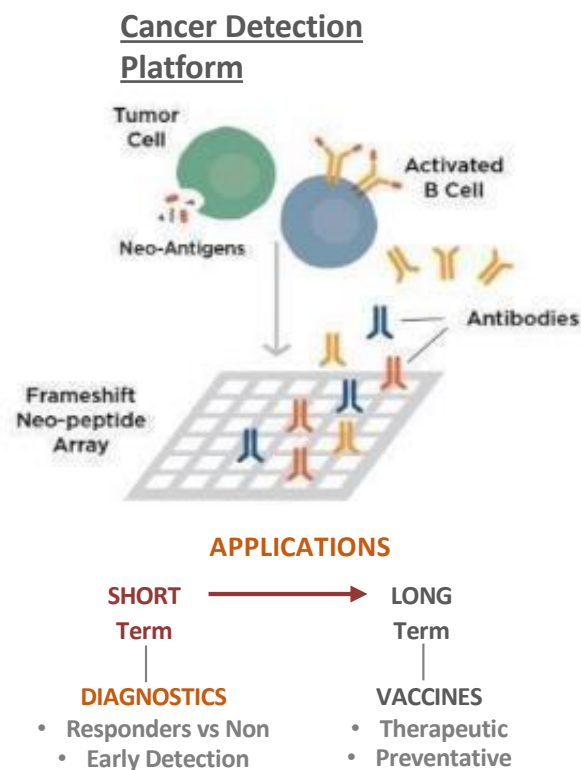 Cancer Detection
Platform
Tumor
Cell
Activated
B Cell
Neo-Antigens
Antibodies
Frameshift
Neo-peptide
Array
APPLICATIONS
SHORT
Term
LONG
Term
DIAGNOSTICS
• Responders vs Non
• Early Detection
VACCINES
• Therapeutic
• Preventative